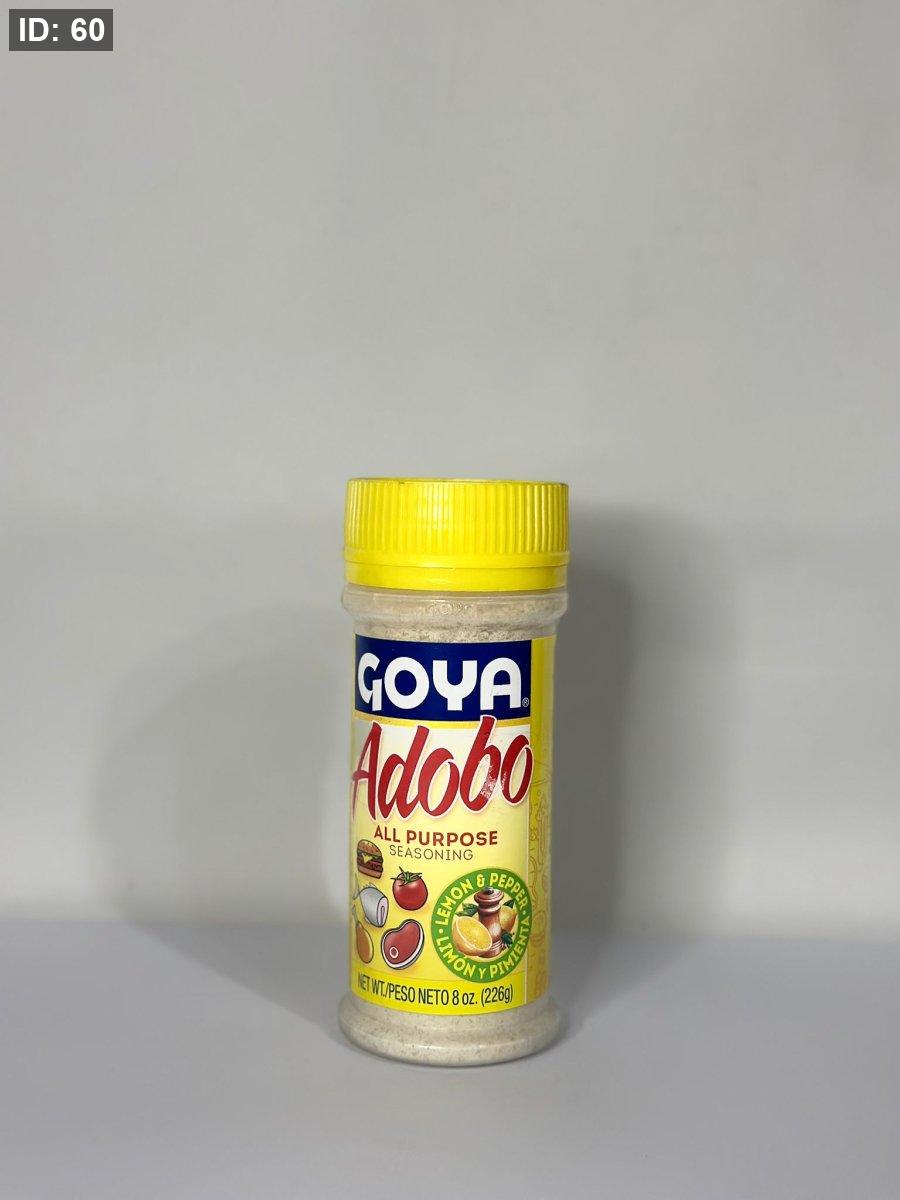 ID: 60
GOYA®
Adobo
ALL PURPOSE
SEASONING
LEMON & PEPPER
LIMÓN Y PIMIENTA
NET WT./PESO NETO 8 oz. (226g)